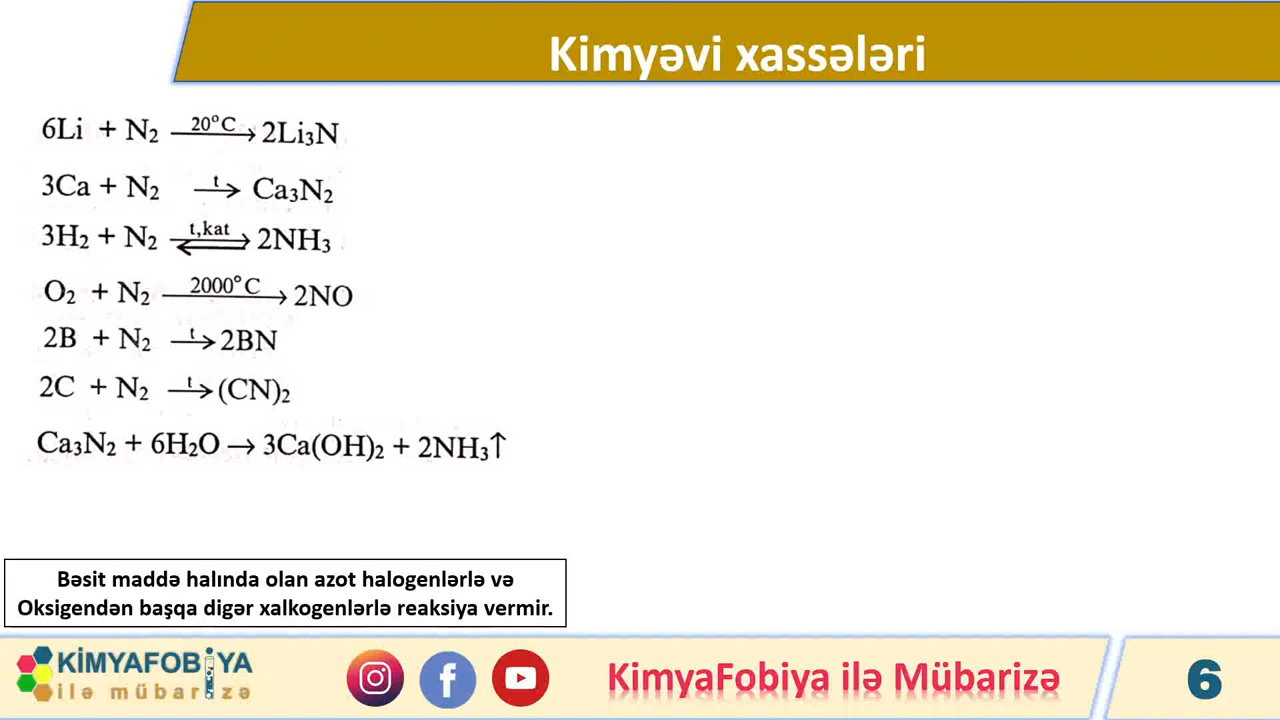 Kimyəvi xassələri
6Li + N₂ —20°C→ 2Li₃N
3Ca + N₂ —t→ Ca₃N₂
3H₂ + N₂ ⇌ t,kat 2NH₃
O₂ + N₂ —2000°C→ 2NO
2B + N₂ —t→ 2BN
2C + N₂ —t→ (CN)₂
Ca₃N₂ + 6H₂O → 3Ca(OH)₂ + 2NH₃↑
Bəsit maddə halında olan azot halogenlərlə və
Oksigendən başqa digər xalkogenlərlə reaksiya vermir.
KİMYAFOBİYA
ilə mübarizə
KimyaFobiya ilə Mübarizə
6